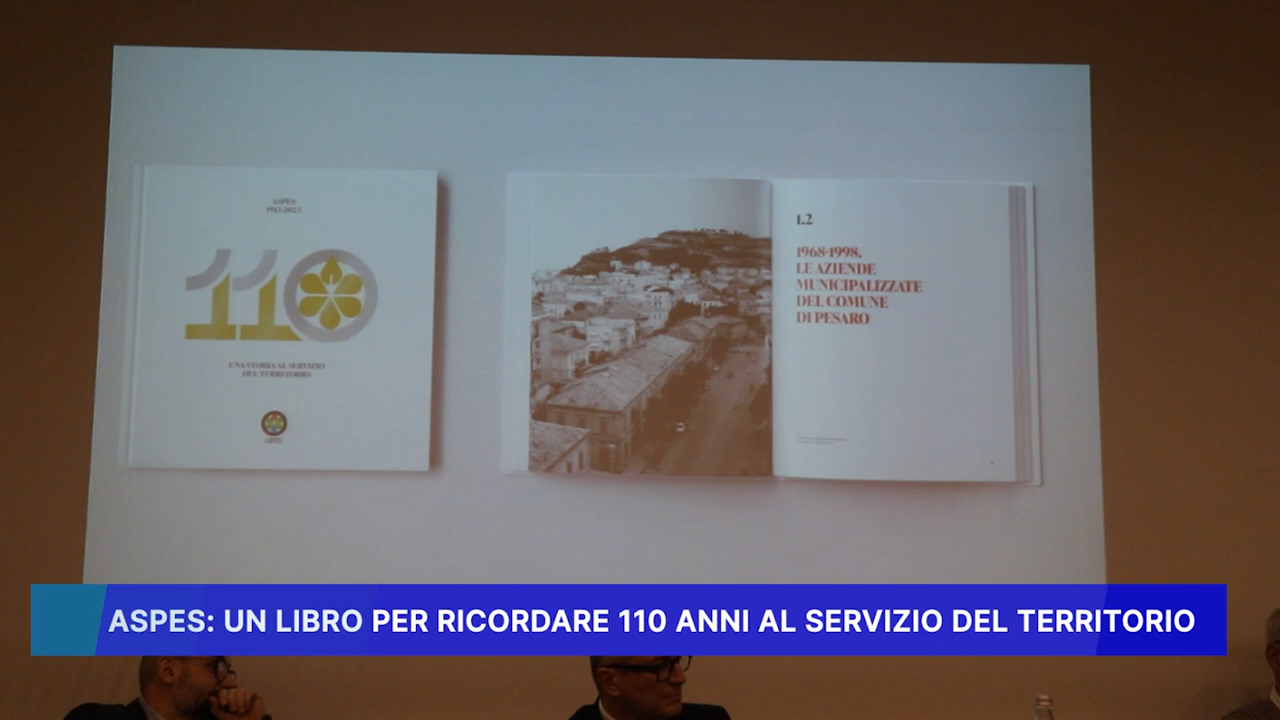 ASPES
1913/2023
110
UNA STORIA AL SERVIZIO
DEL TERRITORIO
ASPES
1.2
1968-1998.
LE AZIENDE
MUNICIPALIZZATE
DEL COMUNE
DI PESARO
ASPES: UN LIBRO PER RICORDARE 110 ANNI AL SERVIZIO DEL TERRITORIO